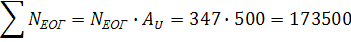 ∑ N_ЕОГ = N_ЕОГ · A_U = 347 · 500 = 173500